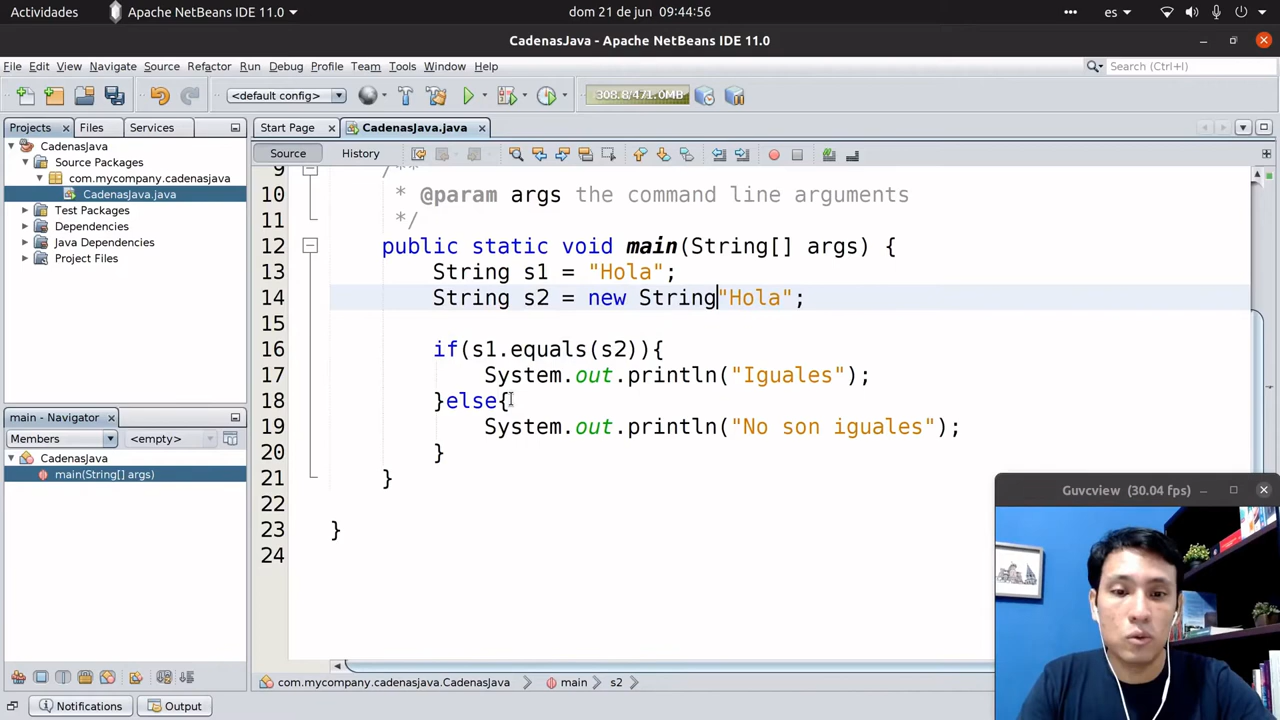 Actividades
Apache NetBeans IDE 11.0
dom 21 de jun 09:44:56
es
CadenasJava - Apache NetBeans IDE 11.0
File Edit View Navigate Source Refactor Run Debug Profile Team Tools Window Help
Search (Ctrl+I)
<default config>
308.8/471.0MB
Projects Files Services
Start Page CadenasJava.java
Source History
CadenasJava
Source Packages
com.mycompany.cadenasjava
CadenasJava.java
Test Packages
Dependencies
Java Dependencies
Project Files
9 /**
10 * @param args the command line arguments
11 */
12 public static void main(String[] args) {
13 String s1 = "Hola";
14 String s2 = new String"Hola";
16 if(s1.equals(s2)){
17 System.out.println("Iguales");
18 }else{
19 System.out.println("No son iguales");
20 }
21 }
22
23 }
24
main - Navigator
Members <empty>
CadenasJava
main(String[] args)
Guvcview (30.04 fps)
com.mycompany.cadenasjava.CadenasJava main s2
Notifications Output